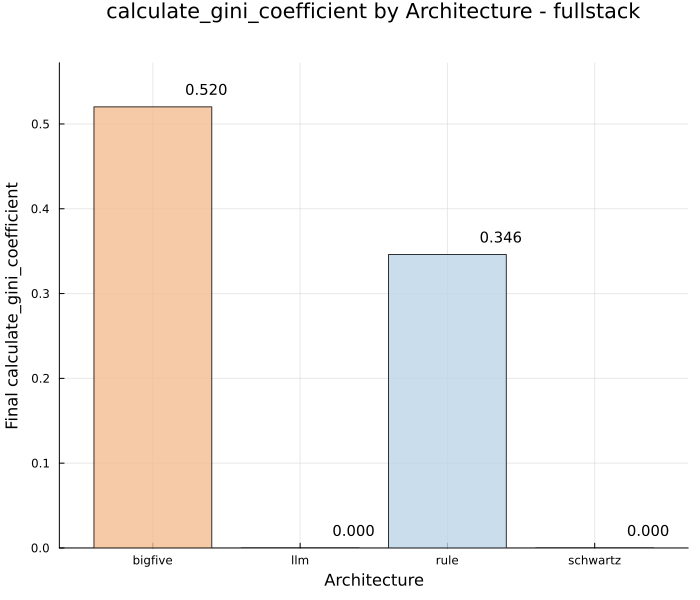 calculate_gini_coefficient by Architecture - fullstack
Final calculate_gini_coefficient
0.5
0.4
0.3
0.2
0.1
0.0
0.520
0.000
0.346
0.000
bigfive
llm
rule
schwartz
Architecture